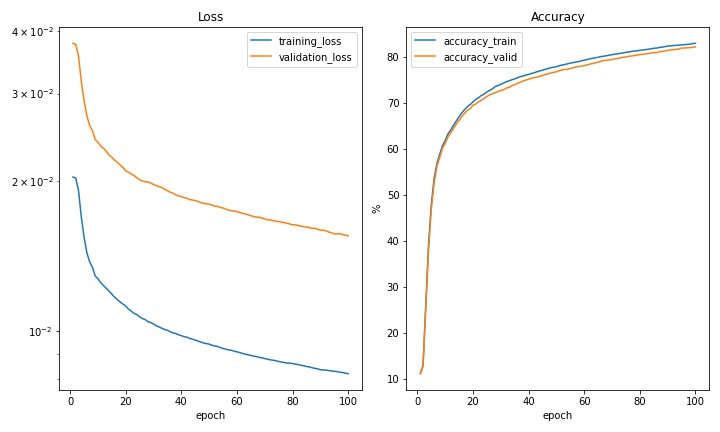 Loss
4 × 10⁻²
3 × 10⁻²
2 × 10⁻²
10⁻²
training_loss
validation_loss
0 20 40 60 80 100
epoch
Accuracy
accuracy_train
accuracy_valid
%
80
70
60
50
40
30
20
10
0 20 40 60 80 100
epoch